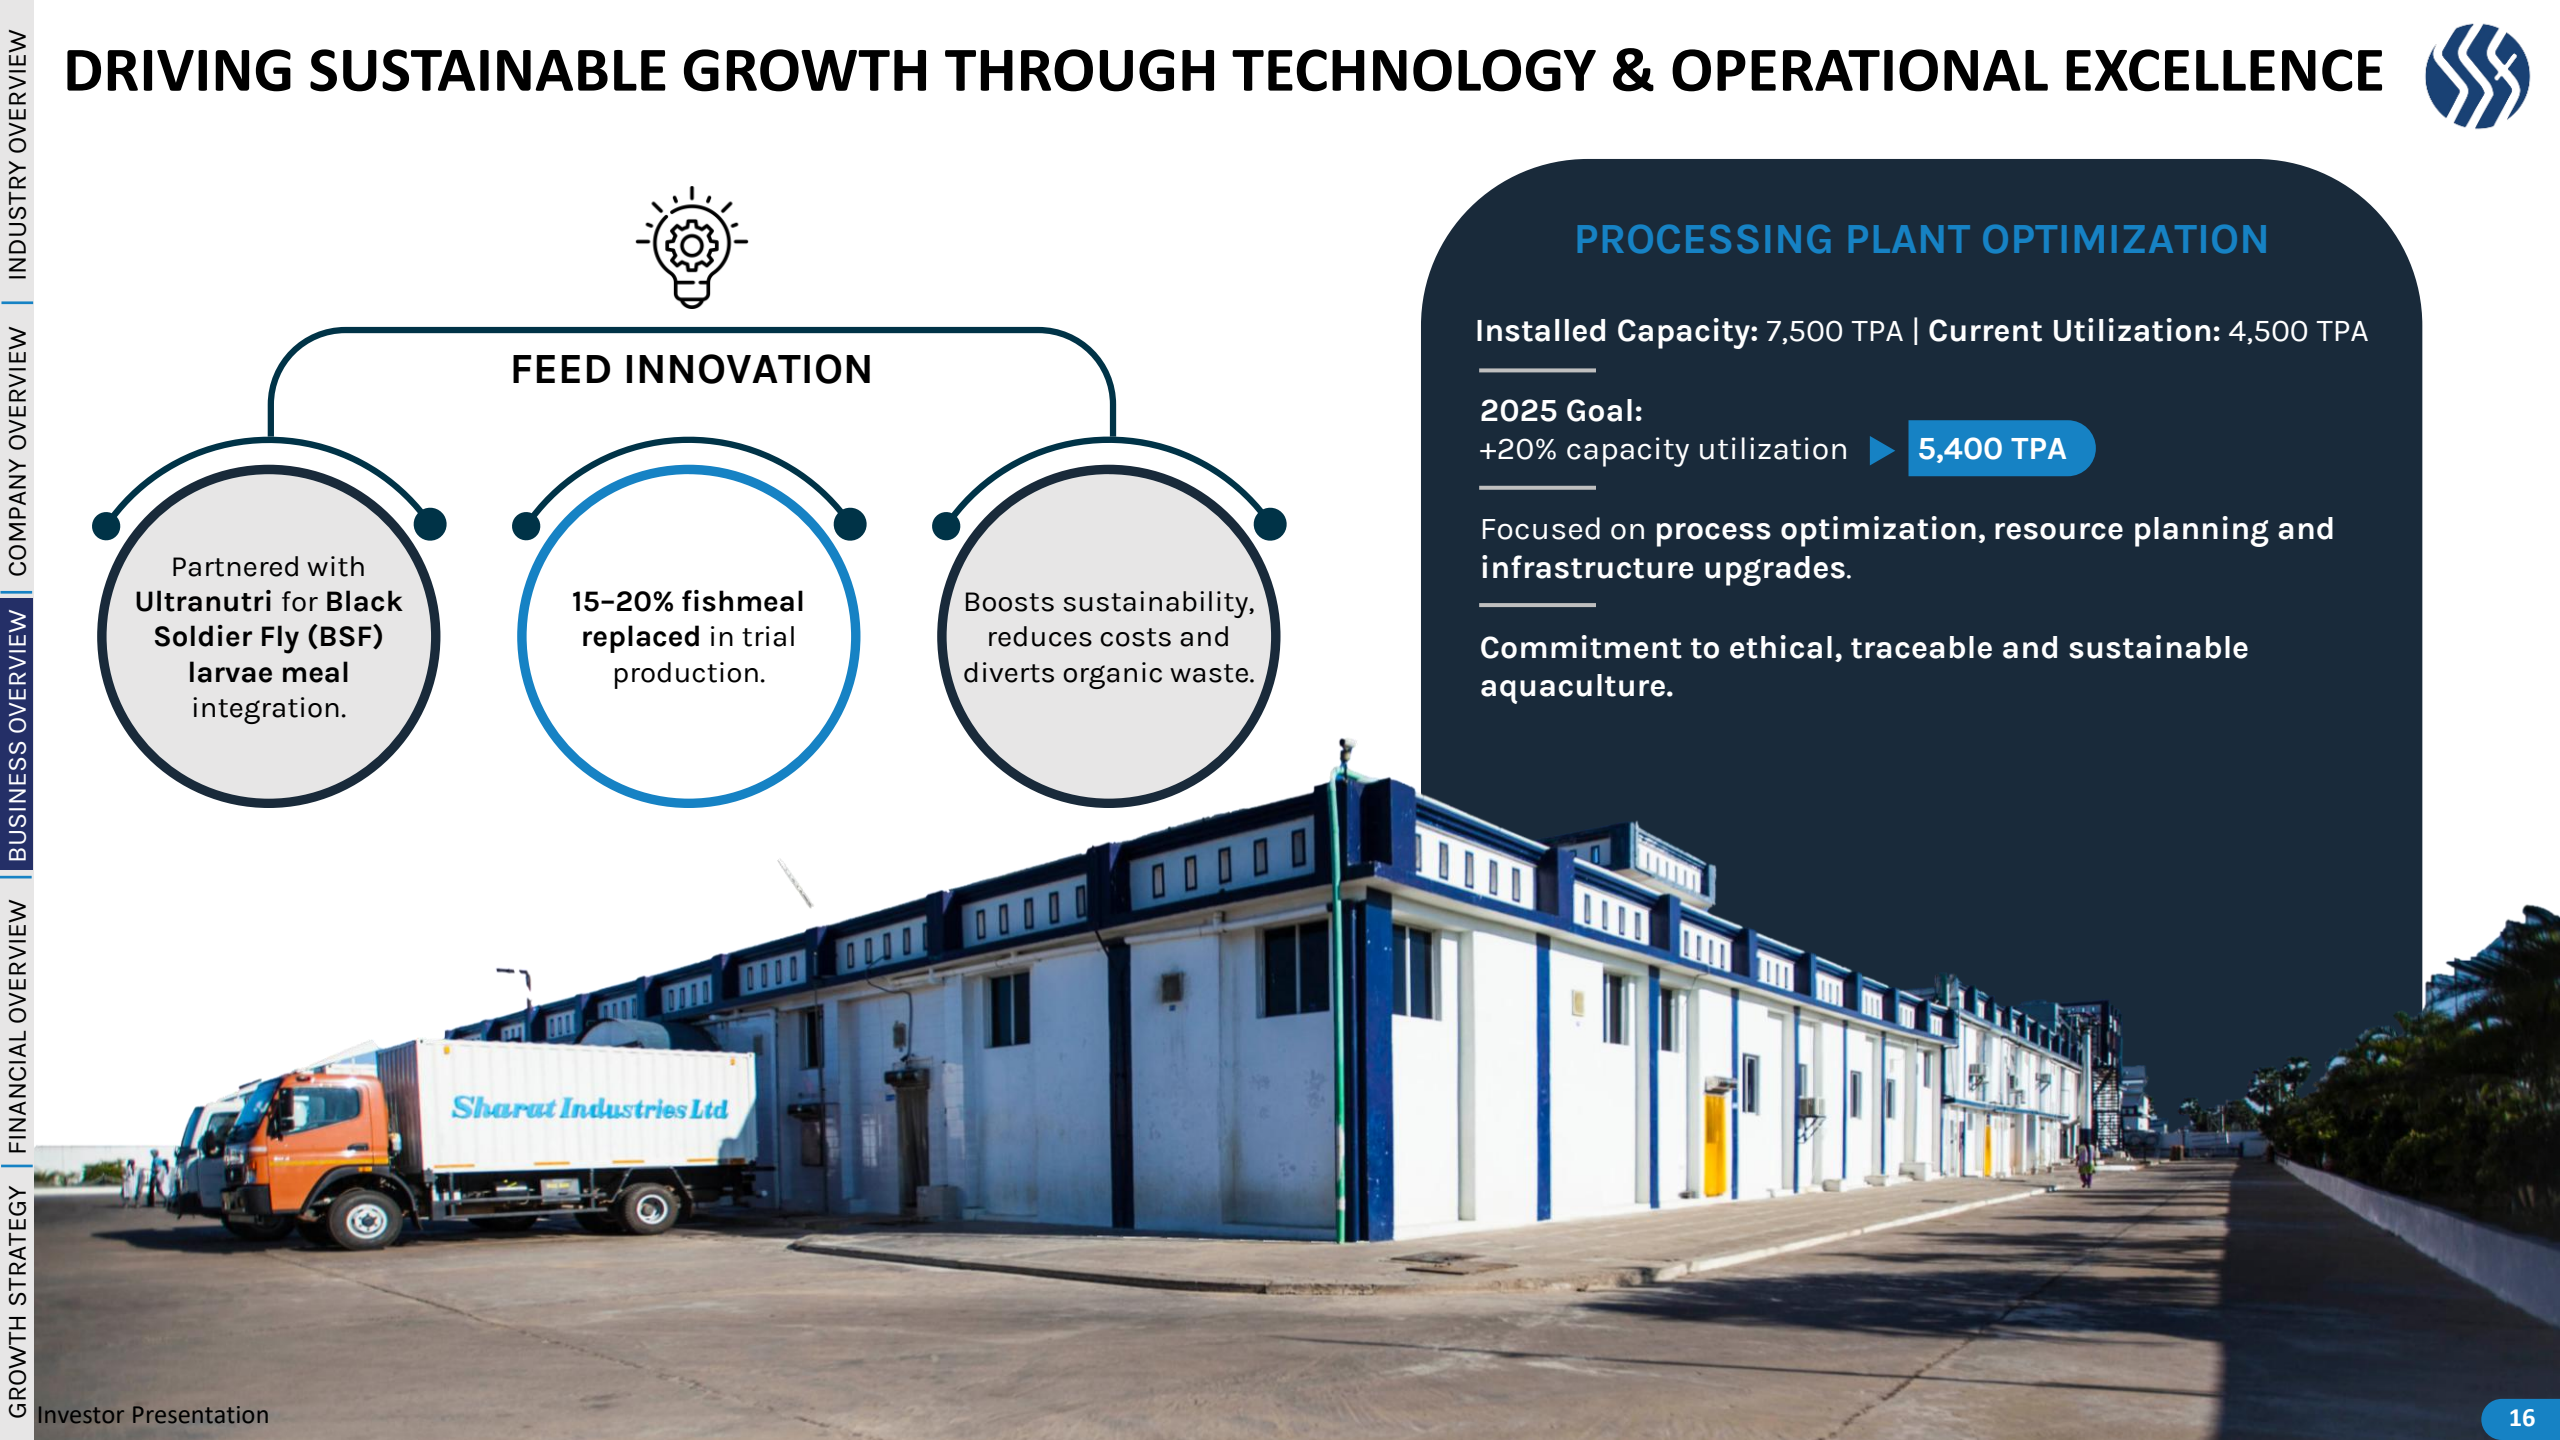 DRIVING SUSTAINABLE GROWTH THROUGH TECHNOLOGY & OPERATIONAL EXCELLENCE
INDUSTRY OVERVIEW
COMPANY OVERVIEW
BUSINESS OVERVIEW
FINANCIAL OVERVIEW
GROWTH STRATEGY
FEED INNOVATION
Partnered with
Ultranutri for Black
Soldier Fly (BSF)
larvae meal
integration.
15–20% fishmeal
replaced in trial
production.
Boosts sustainability,
reduces costs and
diverts organic waste.
PROCESSING PLANT OPTIMIZATION
Installed Capacity: 7,500 TPA | Current Utilization: 4,500 TPA
2025 Goal:
+20% capacity utilization
5,400 TPA
Focused on process optimization, resource planning and
infrastructure upgrades.
Commitment to ethical, traceable and sustainable
aquaculture.
Sharat Industries Ltd
Investor Presentation
16